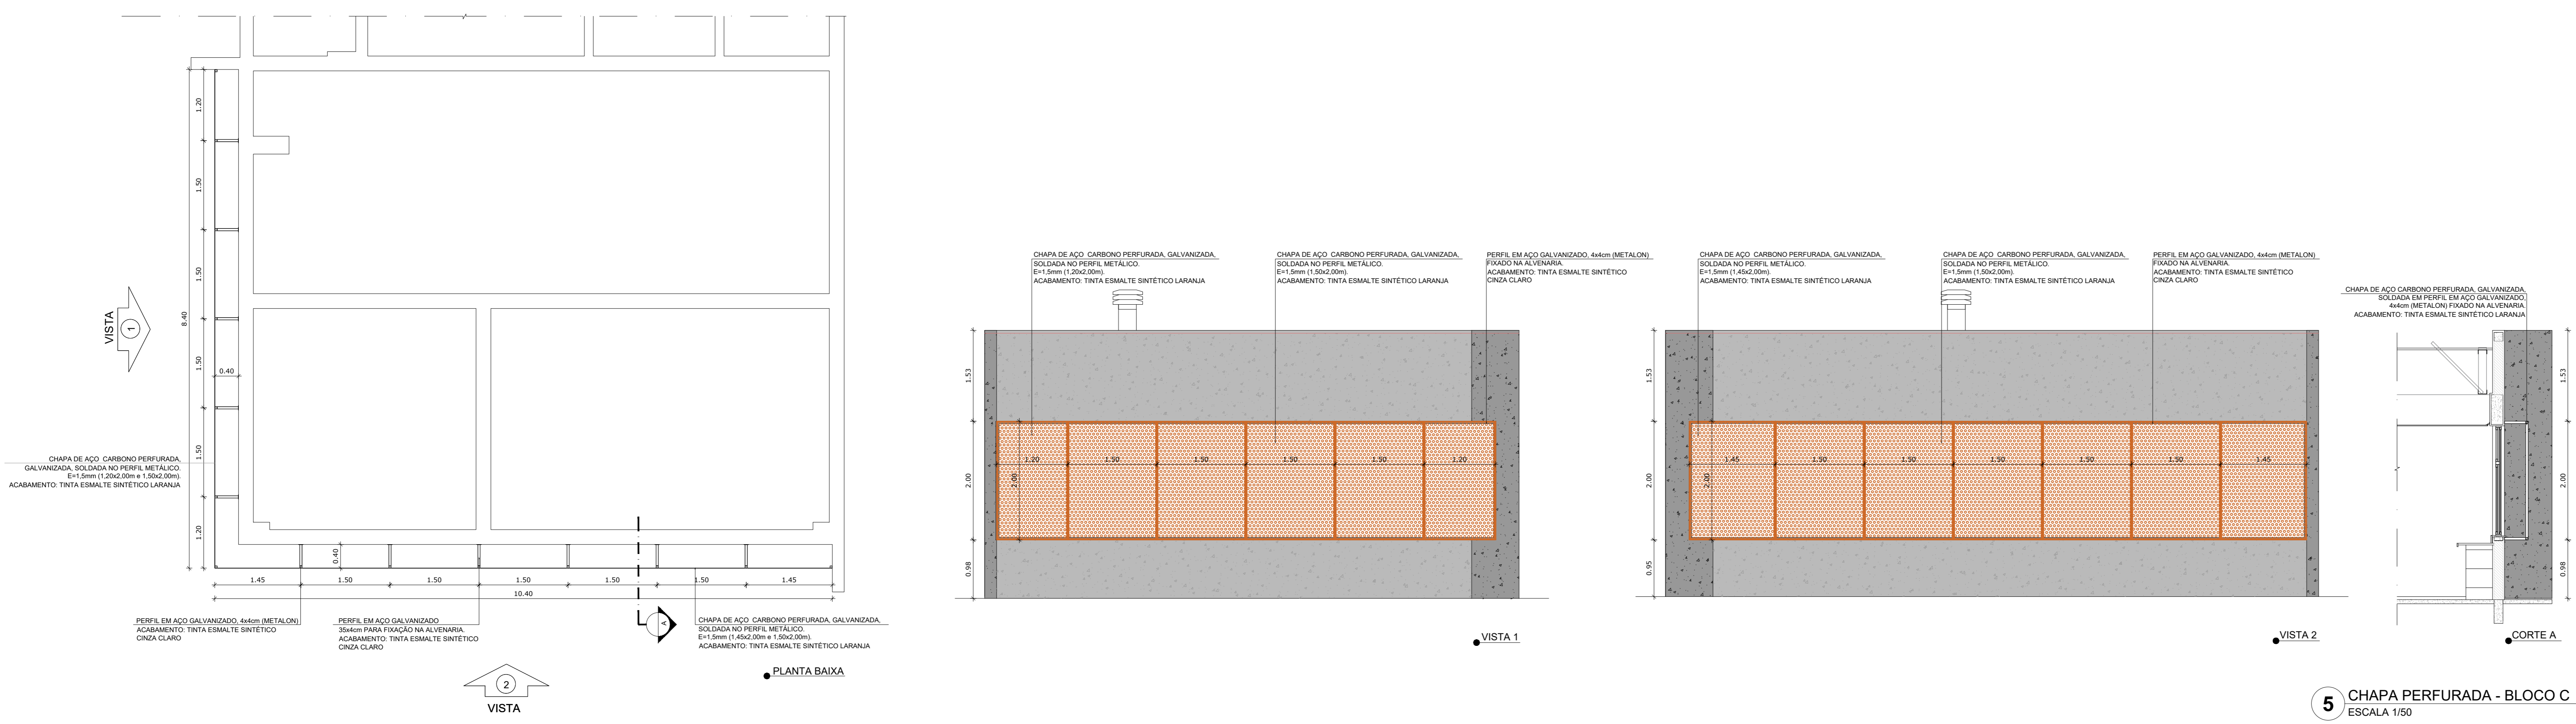 1.20
1.50
1.50
1.50
1.50
1.20
8.40
0.40
VISTA
1
CHAPA DE AÇO  CARBONO PERFURADA,
GALVANIZADA, SOLDADA NO PERFIL METÁLICO.
E=1,5mm (1,20x2,00m e 1,50x2,00m).
ACABAMENTO: TINTA ESMALTE SINTÉTICO LARANJA
0.40
1.45
1.50
1.50
1.50
1.50
1.50
1.45
10.40
PERFIL EM AÇO GALVANIZADO, 4x4cm (METALON)
ACABAMENTO: TINTA ESMALTE SINTÉTICO
CINZA CLARO
PERFIL EM AÇO GALVANIZADO
35x4cm PARA FIXAÇÃO NA ALVENARIA.
ACABAMENTO: TINTA ESMALTE SINTÉTICO
CINZA CLARO
A
CHAPA DE AÇO  CARBONO PERFURADA, GALVANIZADA,
SOLDADA NO PERFIL METÁLICO.
E=1,5mm (1,45x2,00m e 1,50x2,00m).
ACABAMENTO: TINTA ESMALTE SINTÉTICO LARANJA
PLANTA BAIXA
2
VISTA
CHAPA DE AÇO  CARBONO PERFURADA, GALVANIZADA,
SOLDADA NO PERFIL METÁLICO.
E=1,5mm (1,20x2,00m).
ACABAMENTO: TINTA ESMALTE SINTÉTICO LARANJA
CHAPA DE AÇO  CARBONO PERFURADA, GALVANIZADA,
SOLDADA NO PERFIL METÁLICO.
E=1,5mm (1,50x2,00m).
ACABAMENTO: TINTA ESMALTE SINTÉTICO LARANJA
PERFIL EM AÇO GALVANIZADO, 4x4cm (METALON)
FIXADO NA ALVENARIA.
ACABAMENTO: TINTA ESMALTE SINTÉTICO
CINZA CLARO
1.53
2.00
0.98
2.00
1.20
1.50
1.50
1.50
1.50
1.20
VISTA 1
CHAPA DE AÇO  CARBONO PERFURADA, GALVANIZADA,
SOLDADA NO PERFIL METÁLICO.
E=1,5mm (1,45x2,00m).
ACABAMENTO: TINTA ESMALTE SINTÉTICO LARANJA
CHAPA DE AÇO  CARBONO PERFURADA, GALVANIZADA,
SOLDADA NO PERFIL METÁLICO.
E=1,5mm (1,50x2,00m).
ACABAMENTO: TINTA ESMALTE SINTÉTICO LARANJA
PERFIL EM AÇO GALVANIZADO, 4x4cm (METALON)
FIXADO NA ALVENARIA.
ACABAMENTO: TINTA ESMALTE SINTÉTICO
CINZA CLARO
1.53
2.00
0.95
2.00
1.45
1.50
1.50
1.50
1.50
1.50
1.45
VISTA 2
CHAPA DE AÇO CARBONO PERFURADA, GALVANIZADA,
SOLDADA EM PERFIL EM AÇO GALVANIZADO,
4x4cm (METALON) FIXADO NA ALVENARIA.
ACABAMENTO: TINTA ESMALTE SINTÉTICO LARANJA
1.53
2.00
0.98
CORTE A
5
CHAPA PERFURADA - BLOCO C
ESCALA 1/50